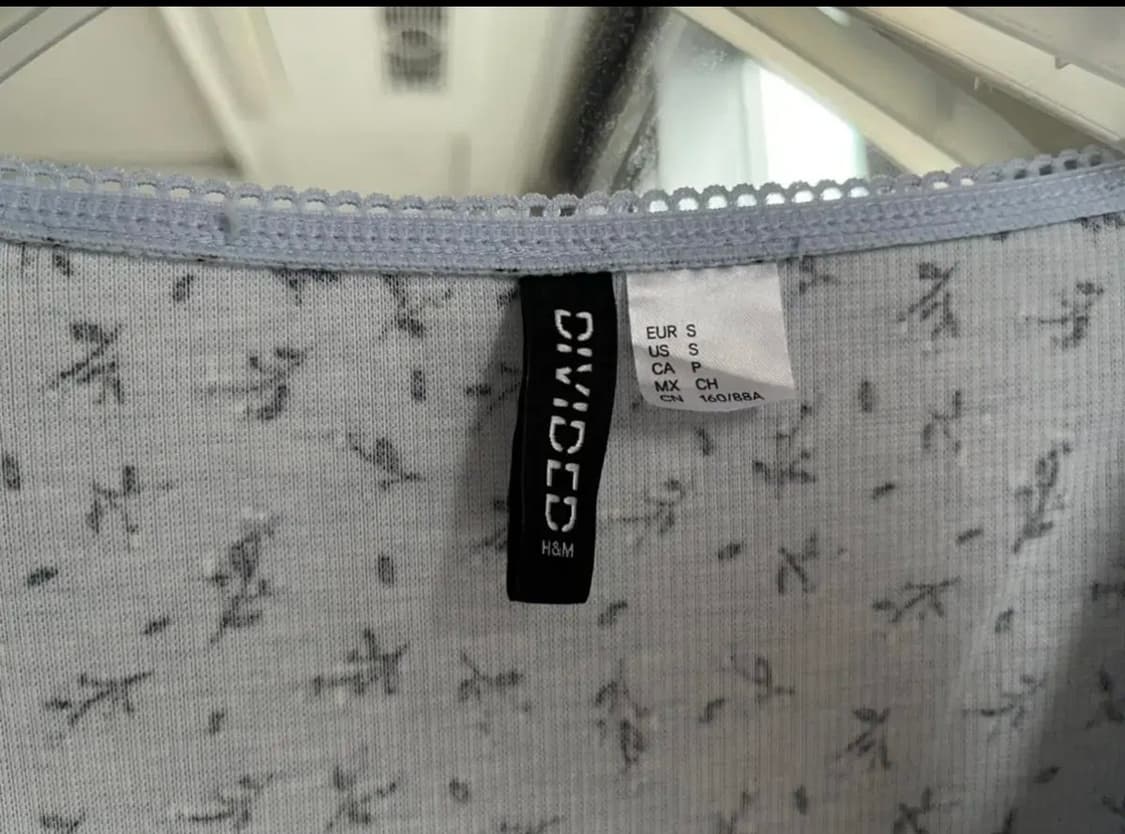 DIVIDED
H&M
EUR S
US S
CA P
MX CH
CN 160/88A